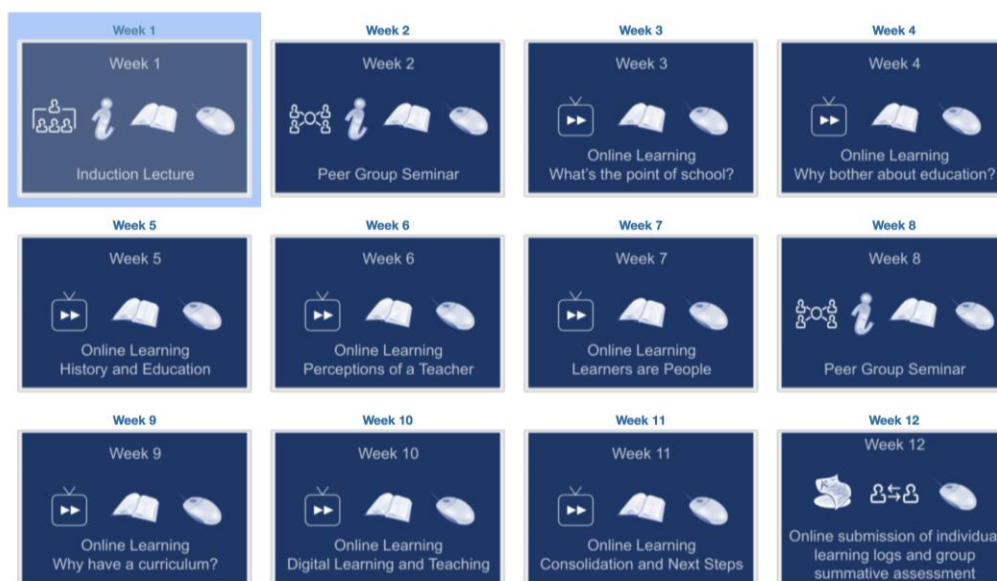 Week 1
Week 2
Week 3
Week 4
Week 1
Week 2
Week 3
Week 4
Induction Lecture
Peer Group Seminar
Online Learning
What's the point of school?
Online Learning
Why bother about education?
Week 5
Week 6
Week 7
Week 8
Week 5
Week 6
Week 7
Week 8
Online Learning
History and Education
Online Learning
Perceptions of a Teacher
Online Learning
Learners are People
Peer Group Seminar
Week 9
Week 10
Week 11
Week 12
Week 9
Week 10
Week 11
Week 12
Online Learning
Why have a curriculum?
Online Learning
Digital Learning and Teaching
Online Learning
Consolidation and Next Steps
Online submission of individua
learning logs and group
summative assessment